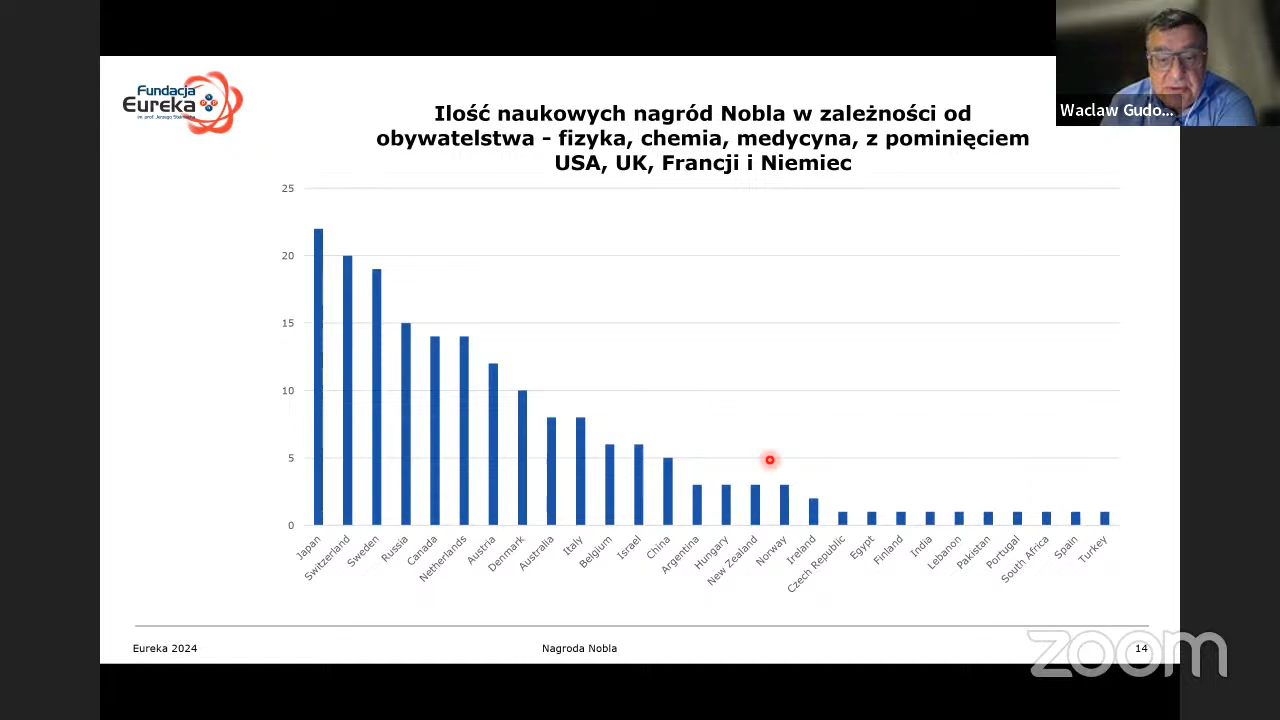 Fundacja
Eureka
im. prof. Jerzego
Waclaw Gudo...
Ilość naukowych nagród Nobla w zależności od
obywatelstwa - fizyka, chemia, medycyna, z pominięciem
USA, UK, Francji i Niemiec
25
20
15
10
5
0
Japan
Switzerland
Sweden
Russia
Canada
Netherlands
Austria
Denmark
Australia
Italy
Belgium
Israel
China
Argentina
Hungary
New Zealand
Norway
Ireland
Czech Republic
Egypt
Finland
India
Lebanon
Pakistan
Portugal
South Africa
Spain
Turkey
Eureka 2024
Nagroda Nobla
14
zoom